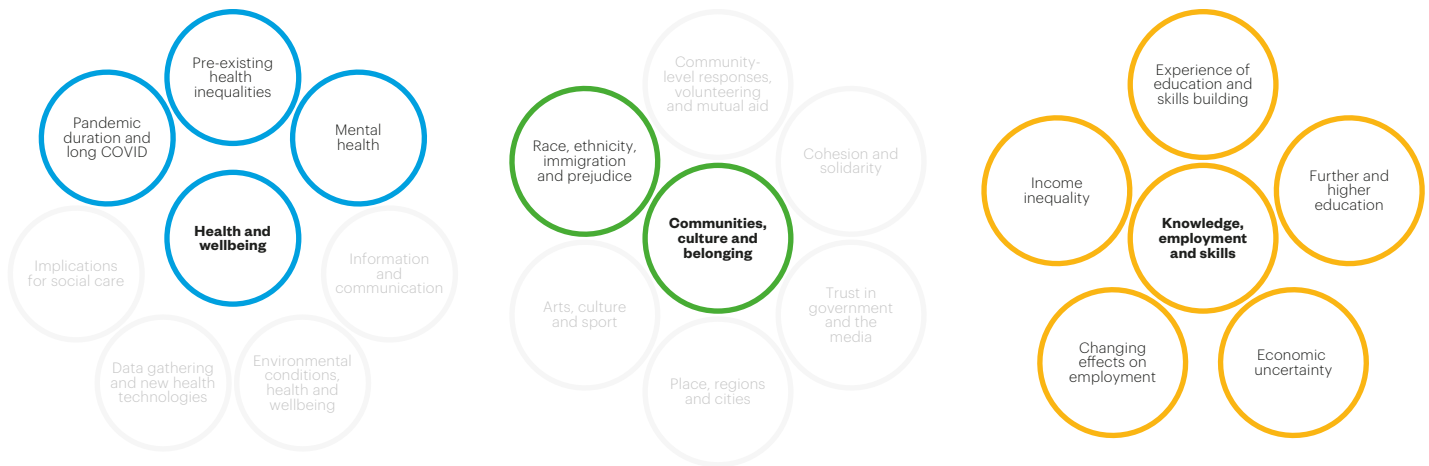 Pre-existing
health
inequalities
Pandemic
duration and
long COVID
Mental
health
Health and
wellbeing
Implications
for social care
Information
and
communication
Data gathering
and new health
technologies
Environmental
conditions,
health and
wellbeing
Community-
level responses,
volunteering
and mutual aid
Race, ethnicity,
immigration
and prejudice
Cohesion and
solidarity
Communities,
culture and
belonging
Arts, culture
and sport
Trust in
government
and the
media
Place, regions
and cities
Experience of
education and
skills building
Income
inequality
Further and
higher
education
Knowledge,
employment
and skills
Changing
effects on
employment
Economic
uncertainty